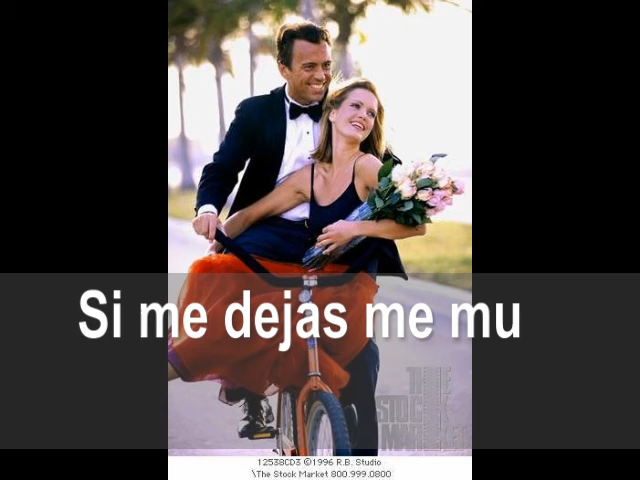 Si me dejas me mu
THE
STOCK
MARKET
12538CD3 ©1996 R.B. Studio
\The Stock Market 800.999.0800